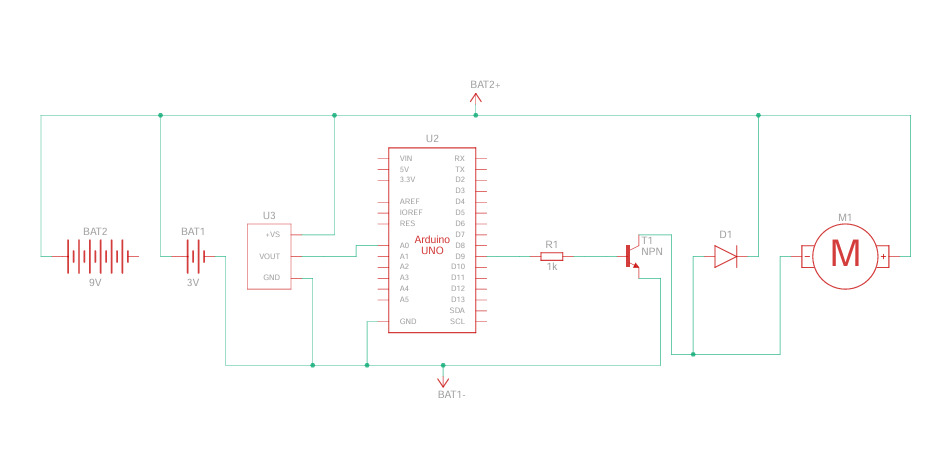 BAT2+
U2
VIN RX
5V TX
3.3V D2
D3
AREF D4
IOREF D5
RES D6
D7
A0 D8
A1 D9
A2 D10
A3 D11
A4 D12
A5 D13
SDA
GND SCL
Arduino
UNO
BAT2
9V
BAT1
3V
U3
+VS
VOUT
GND
R1
1k
T1
NPN
D1
M1
- M +
BAT1-